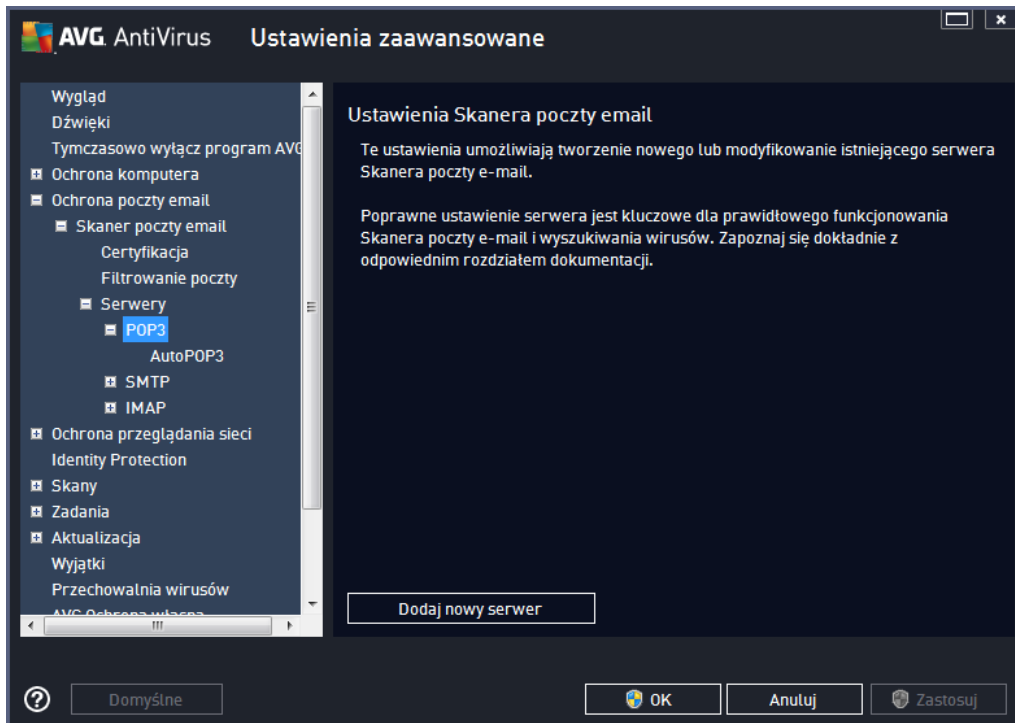 AVG AntiVirus Ustawienia zaawansowane
Wygląd
Dźwięki
Tymczasowo wyłącz program AVG
Ochrona komputera
Ochrona poczty email
Skaner poczty email
Certyfikacja
Filtrowanie poczty
Serwery
POP3
AutoPOP3
SMTP
IMAP
Ochrona przeglądania sieci
Identity Protection
Skany
Zadania
Aktualizacja
Wyjątki
Przechowalnia wirusów
AVG Ochrona własna
Ustawienia Skanera poczty email
Te ustawienia umożliwiają tworzenie nowego lub modyfikowanie istniejącego serwera
Skanera poczty e-mail.
Poprawne ustawienie serwera jest kluczowe dla prawidłowego funkcjonowania
Skanera poczty e-mail i wyszukiwania wirusów. Zapoznaj się dokładnie z
odpowiednim rozdziałem dokumentacji.
Dodaj nowy serwer
Domyślne
OK
Anuluj
Zastosuj